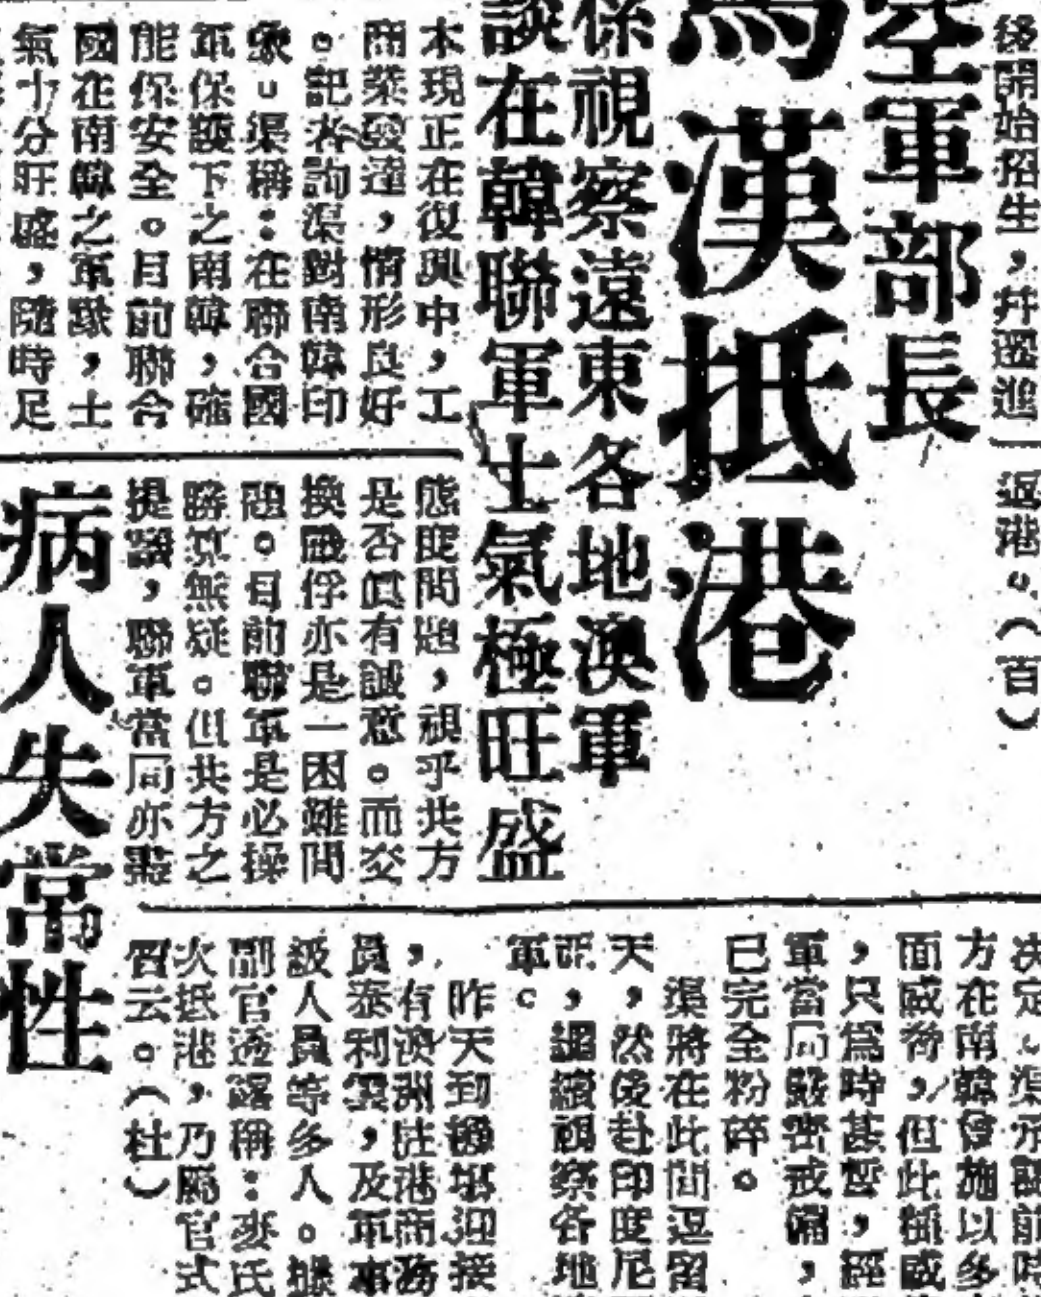 後開始招生，幷選進
返港。（百）
空軍部長
馬漢抵港
係視察遠東各地澳軍
談在韓聯軍士氣極旺盛
本現正在復興中，工
商業發達，情形良好
。記者詢渠對南韓印
象。渠稱：在聯合國
軍保護下之南韓，確
能保安全。目前聯合
國在南韓之軍隊，士
氣十分旺盛，隨時足
態度問題，視乎共方
是否眞有誠意。而交
換俘亦是一困難問
題。目前聯軍是必操
勝算無疑。但共方之
提議，聯軍當局亦
病人失常性
決定。渠承認前時
方在南韓曾施以多
面威脅，但此種威
，只爲時甚暫，經
軍當局嚴密戒備，
已完全粉碎。
渠將在此間逗留
天，然後赴印度尼
，繼續視察各地
軍。
昨天到機場迎接
，有澳洲駐港商務
員泰利雲，及軍事
級人員等多人。據
副官透露稱：麥氏
次抵港，乃屬官式
習云。（杜）